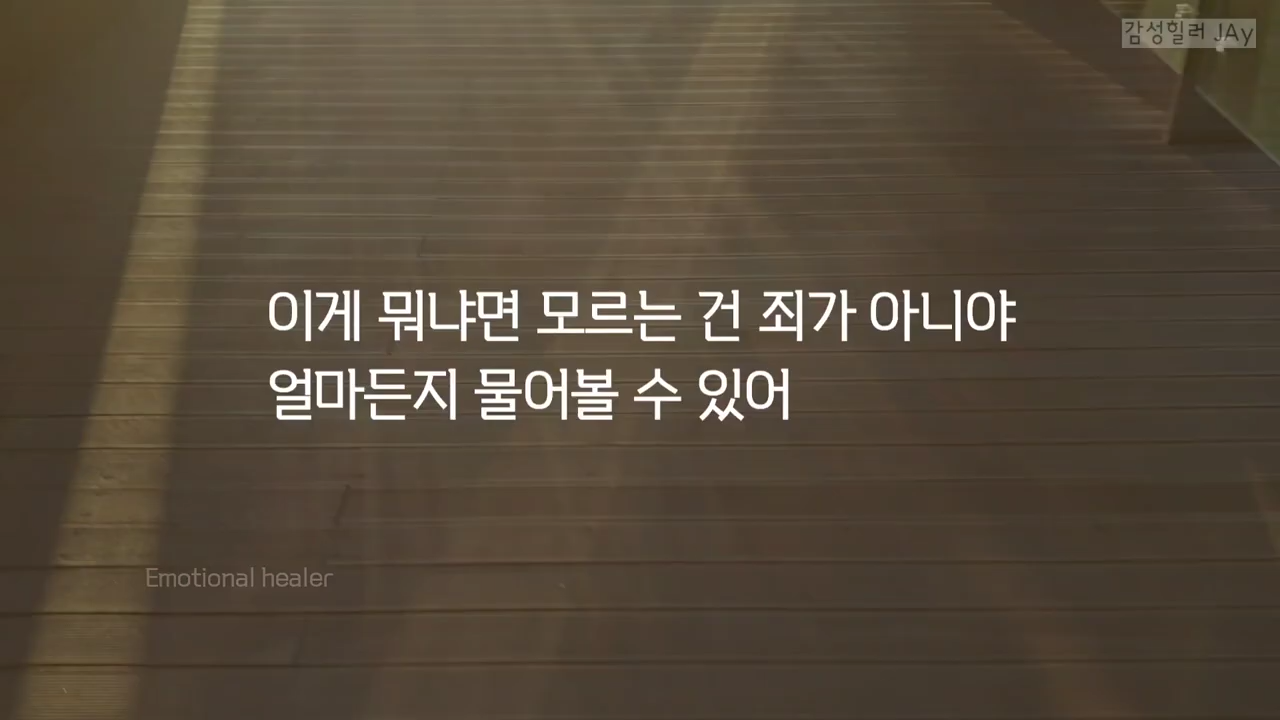 감성힐러 JAy
이게 뭐냐면 모르는 건 죄가 아니야
얼마든지 물어볼 수 있어
Emotional healer